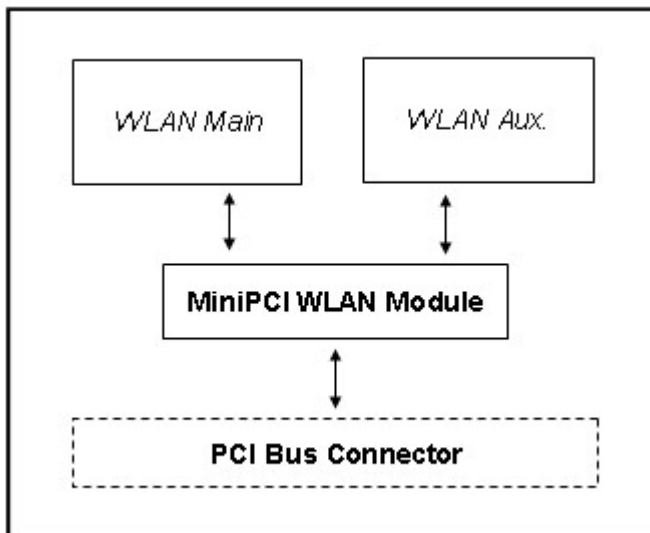 WLAN Main
WLAN Aux.
MiniPCI WLAN Module
PCI Bus Connector